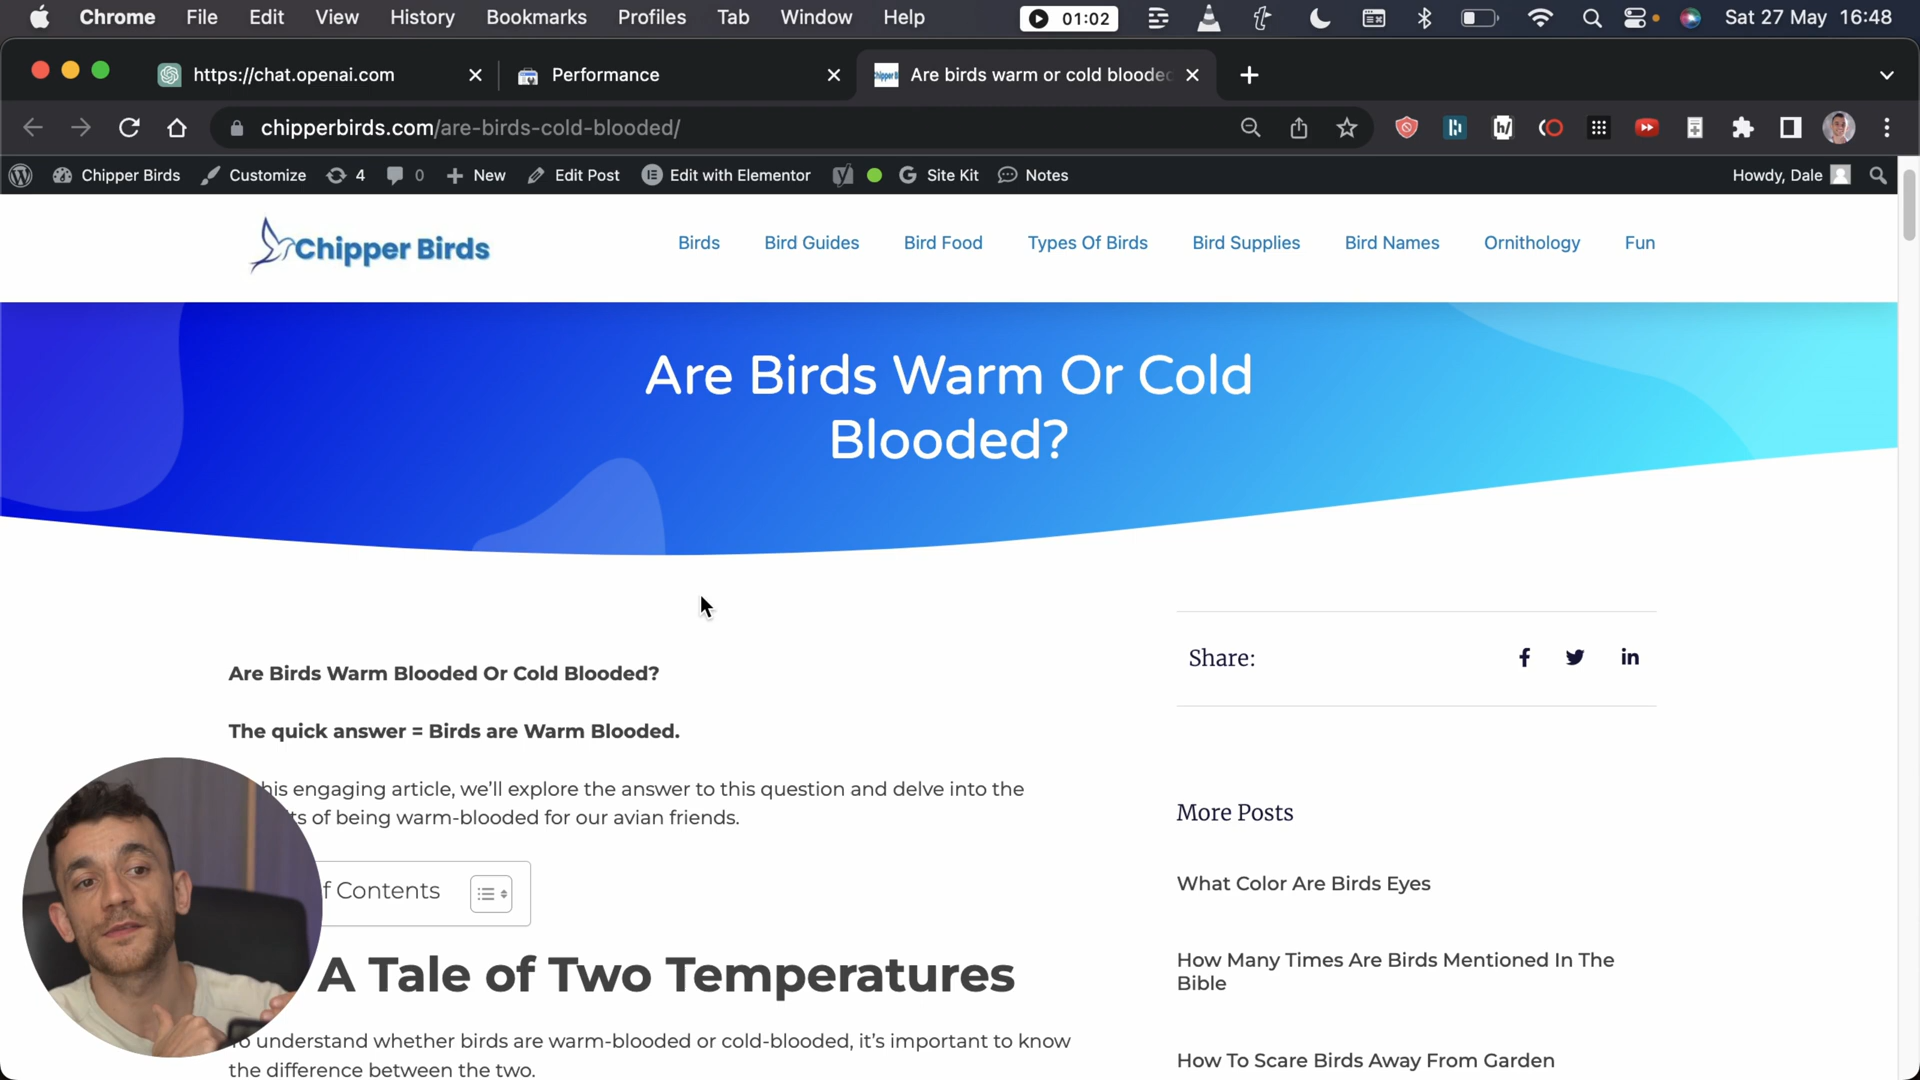 Chrome File Edit View History Bookmarks Profiles Tab Window Help 01:02 Sat 27 May 16:48
https://chat.openai.com Performance Are birds warm or cold blooded
chipperbirds.com/are-birds-cold-blooded/
Chipper Birds Customize 4 0 New Edit Post Edit with Elementor Site Kit Notes Howdy, Dale
Chipper Birds Birds Bird Guides Bird Food Types Of Birds Bird Supplies Bird Names Ornithology Fun
Are Birds Warm Or Cold
Blooded?
Are Birds Warm Blooded Or Cold Blooded?
The quick answer = Birds are Warm Blooded.
his engaging article, we'll explore the answer to this question and delve into the
ts of being warm-blooded for our avian friends.
f Contents
A Tale of Two Temperatures
o understand whether birds are warm-blooded or cold-blooded, it's important to know
the difference between the two.
Share:
More Posts
What Color Are Birds Eyes
How Many Times Are Birds Mentioned In The
Bible
How To Scare Birds Away From Garden